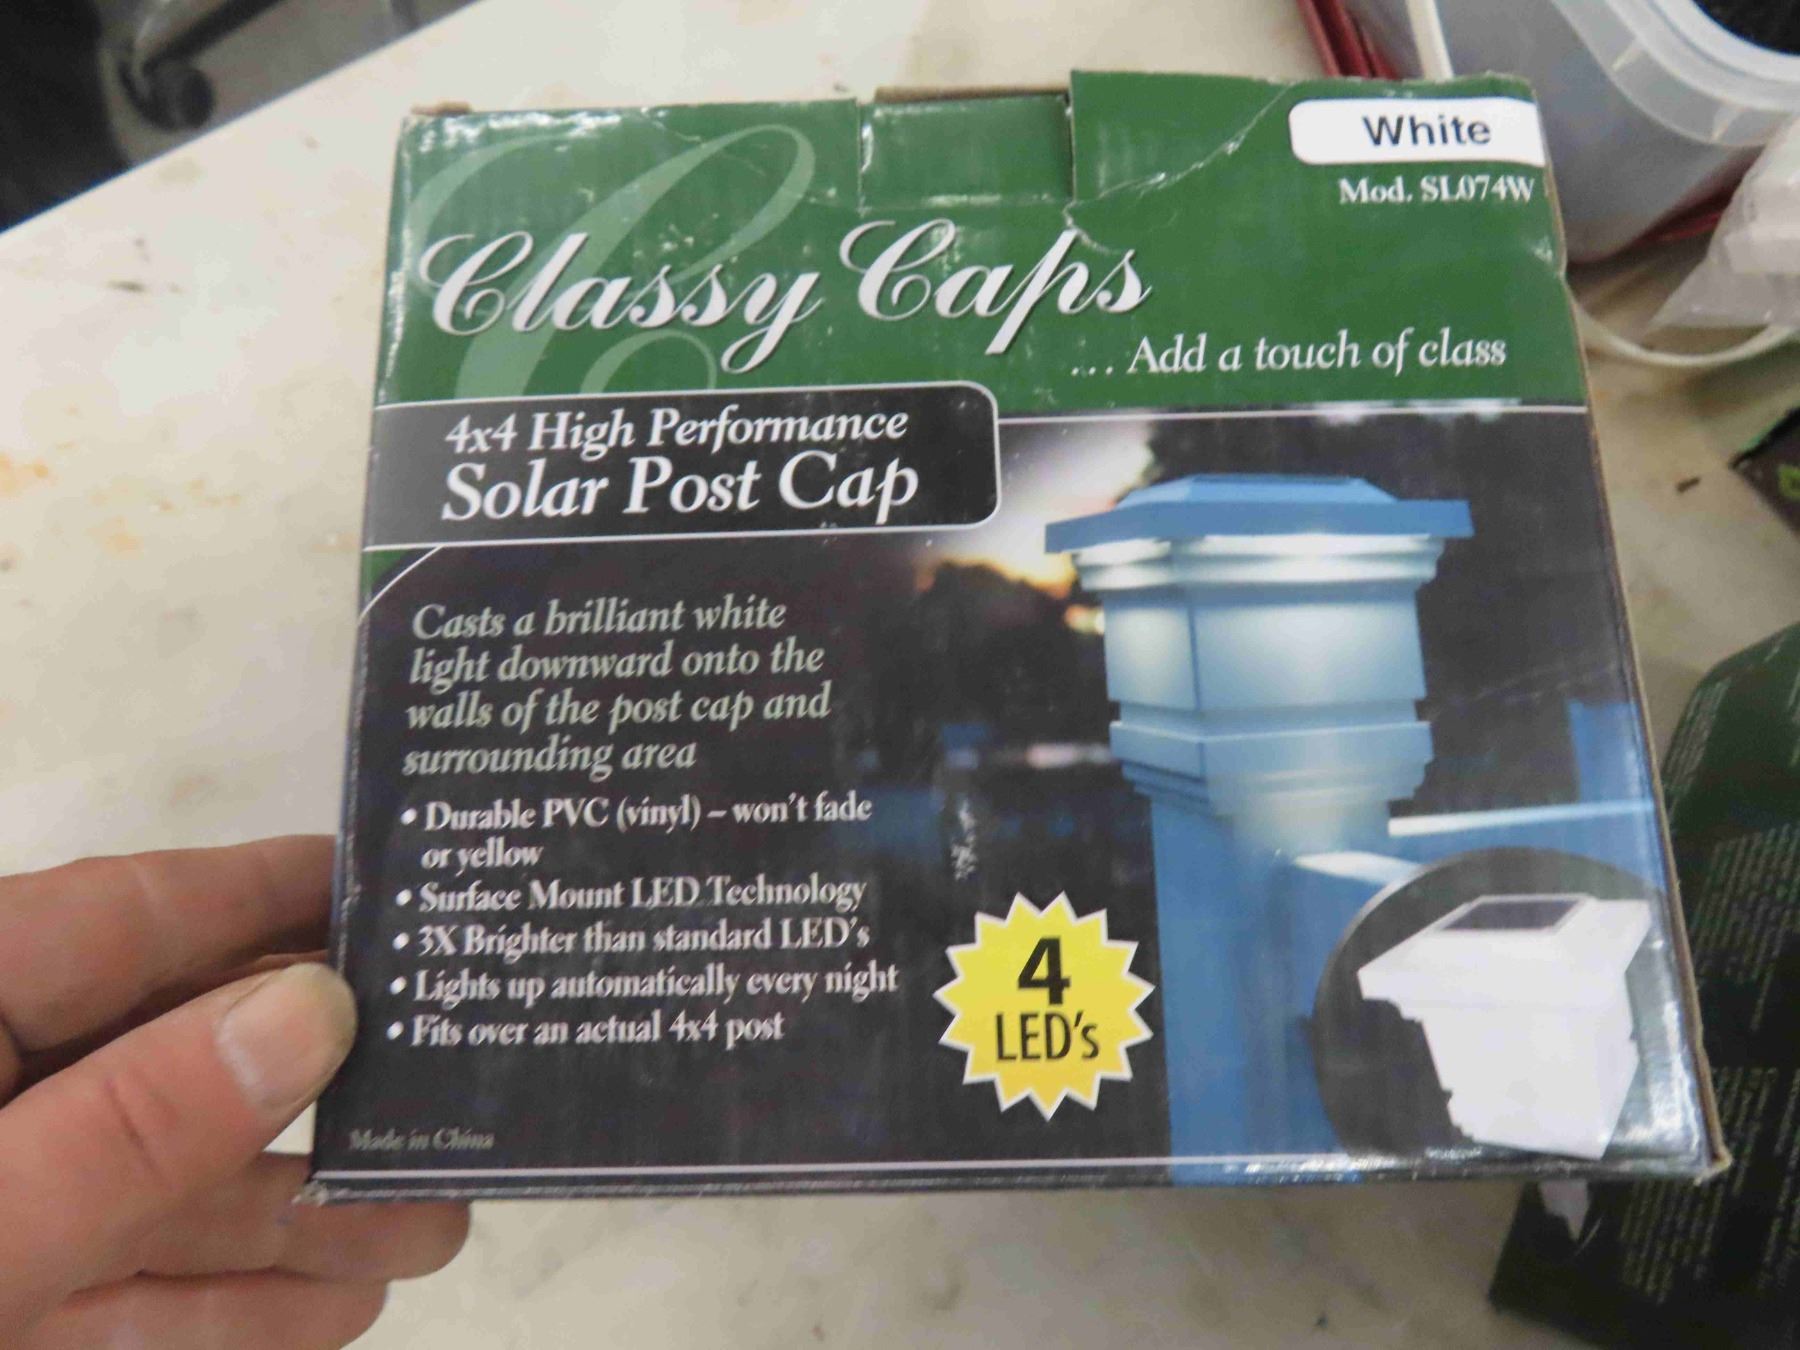 White
Mod. SL074W
Classy Caps
... Add a touch of class
4x4 High Performance
Solar Post Cap
Casts a brilliant white
light downward onto the
walls of the post cap and
surrounding area
• Durable PVC (vinyl) – won't fade
or yellow
• Surface Mount LED Technology
• 3X Brighter than standard LED's
• Lights up automatically every night
• Fits over an actual 4x4 post
4
LED's
Made in China